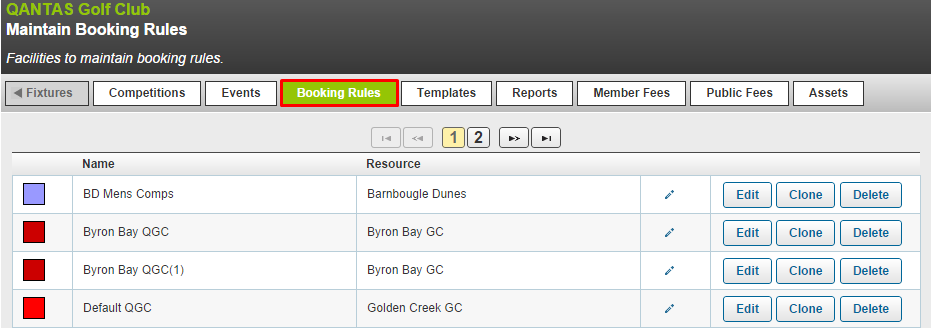 QANTAS Golf Club
Maintain Booking Rules
Facilities to maintain booking rules.
Fixtures Competitions Events Booking Rules Templates Reports Member Fees Public Fees Assets
1 2
Name Resource
BD Mens Comps Barnbougle Dunes Edit Clone Delete
Byron Bay QGC Byron Bay GC Edit Clone Delete
Byron Bay QGC(1) Byron Bay GC Edit Clone Delete
Default QGC Golden Creek GC Edit Clone Delete